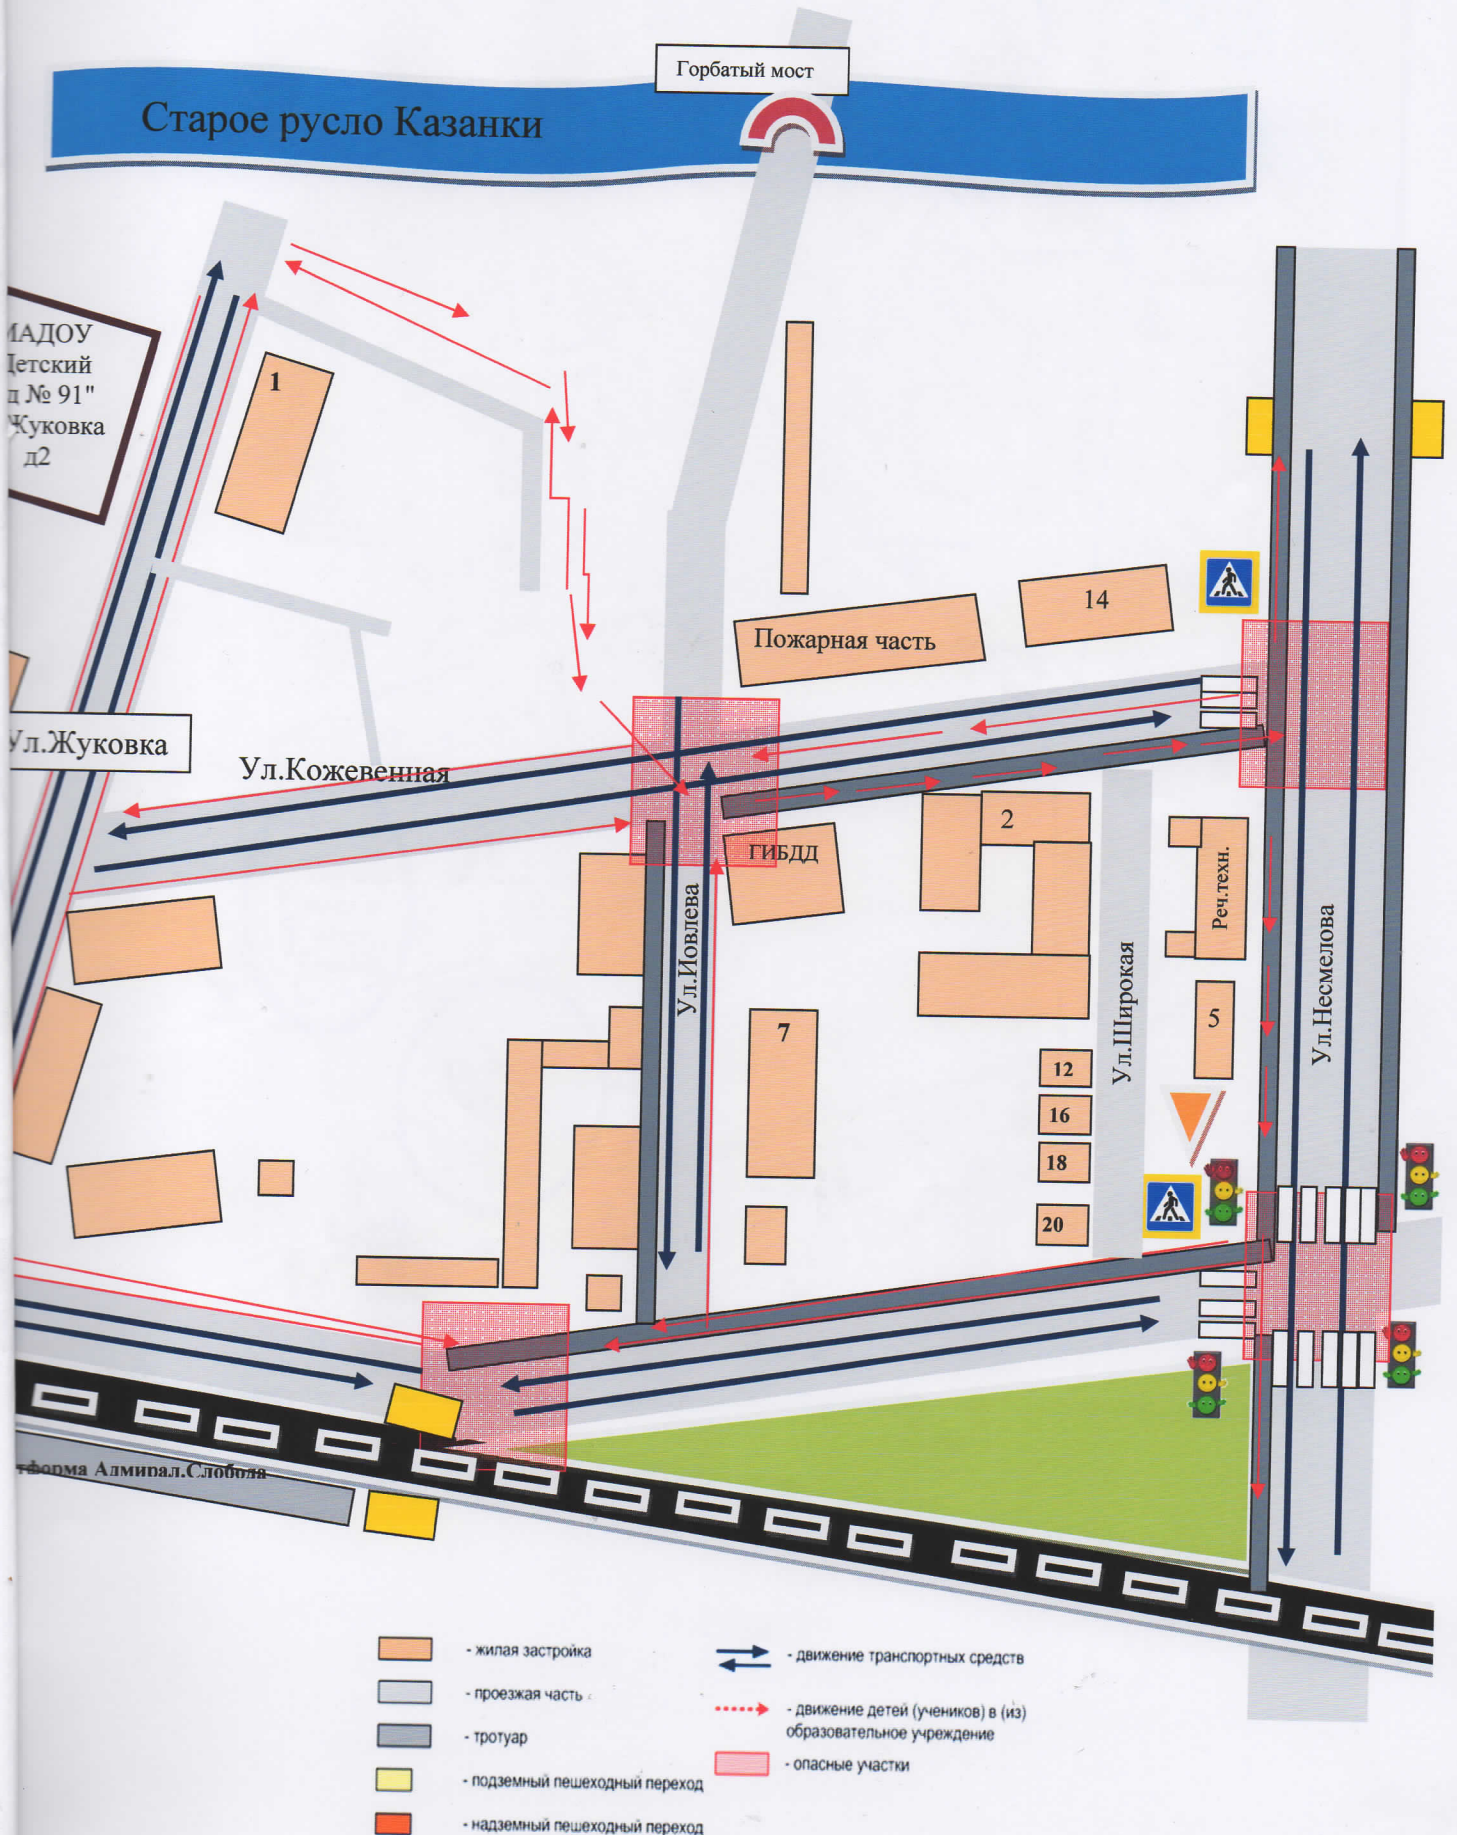 Горбатый мост
Старое русло Казанки
МАДОУ
Детский
д № 91"
Жуковка
д2
1
14
Пожарная часть
Ул.Жуковка
Ул.Кожевенная
ГИБДД
2
Реч.техн.
Ул.Иовлева
Ул.Широкая
Ул.Несмелова
7
5
12
16
18
20
тформа Адмирал.Слобода
- жилая застройка
- проезжая часть
- тротуар
- подземный пешеходный переход
- надземный пешеходный переход
- движение транспортных средств
- движение детей (учеников) в (из)
образовательное учреждение
- опасные участки